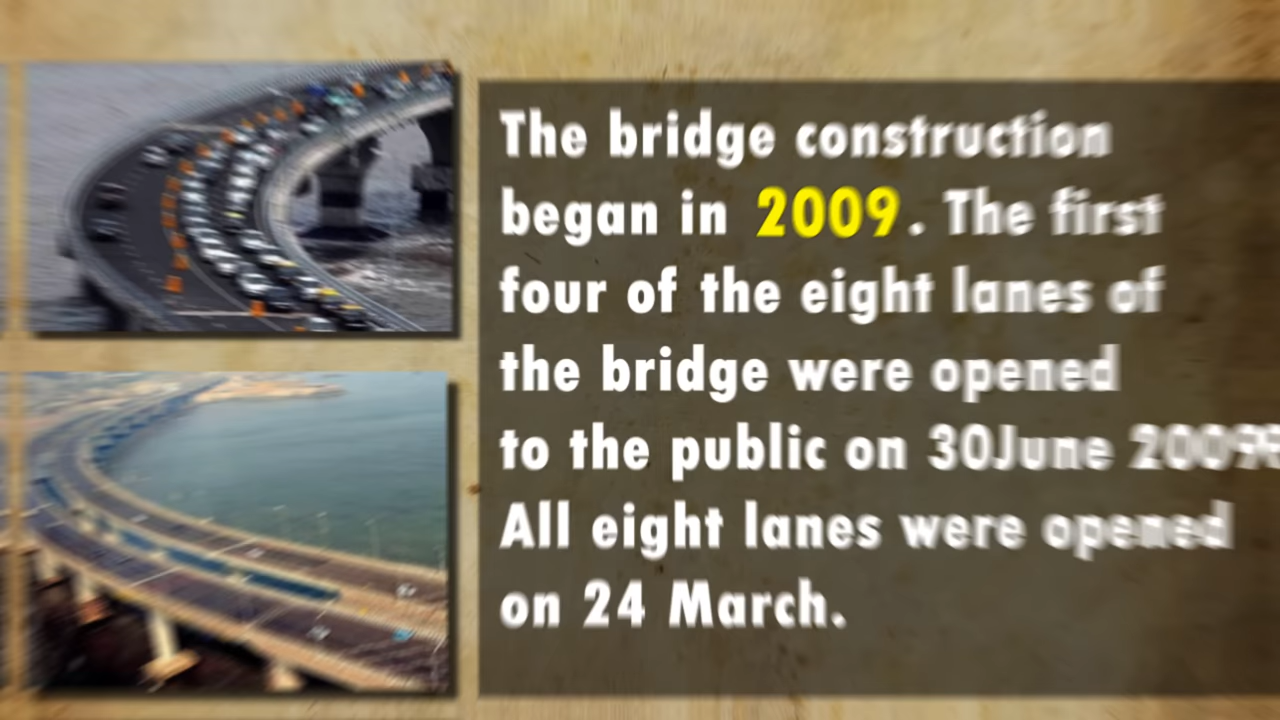 The bridge construction
began in 2009. The first
four of the eight lanes of
the bridge were opened
to the public on 30June
All eight lanes were opened
on 24 March.